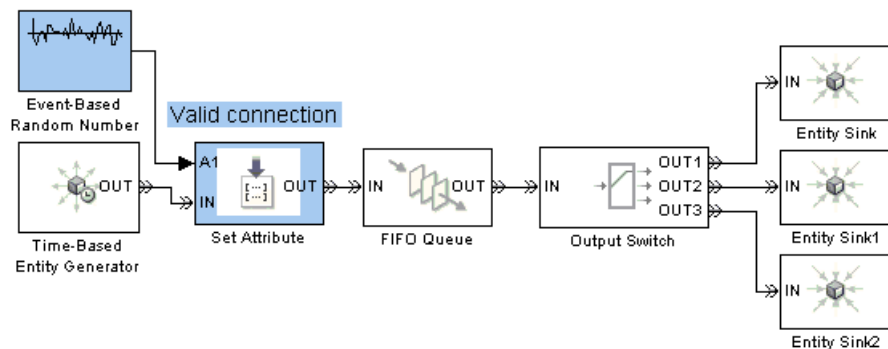 Event-Based
Random Number
Valid connection
A1
IN
OUT
Set Attribute
OUT
Time-Based
Entity Generator
IN
OUT
FIFO Queue
IN
OUT1
OUT2
OUT3
Output Switch
IN
Entity Sink
IN
Entity Sink1
IN
Entity Sink2